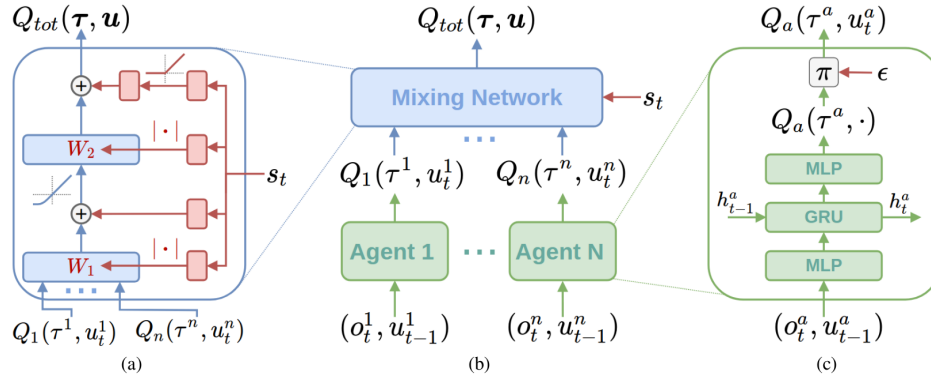 Q_{tot}(τ, u)
| · |
W_2
s_t
| · |
W_1
Q_1(τ^1, u_t^1)
Q_n(τ^n, u_t^n)
(a)
Q_{tot}(τ, u)
Mixing Network
s_t
Q_1(τ^1, u_t^1)
Q_n(τ^n, u_t^n)
Agent 1
Agent N
(o_t^1, u_{t-1}^1)
(o_t^n, u_{t-1}^n)
(b)
Q_a(τ^a, u_t^a)
π
ϵ
Q_a(τ^a, ·)
MLP
h_{t-1}^a
GRU
h_t^a
MLP
(o_t^a, u_{t-1}^a)
(c)